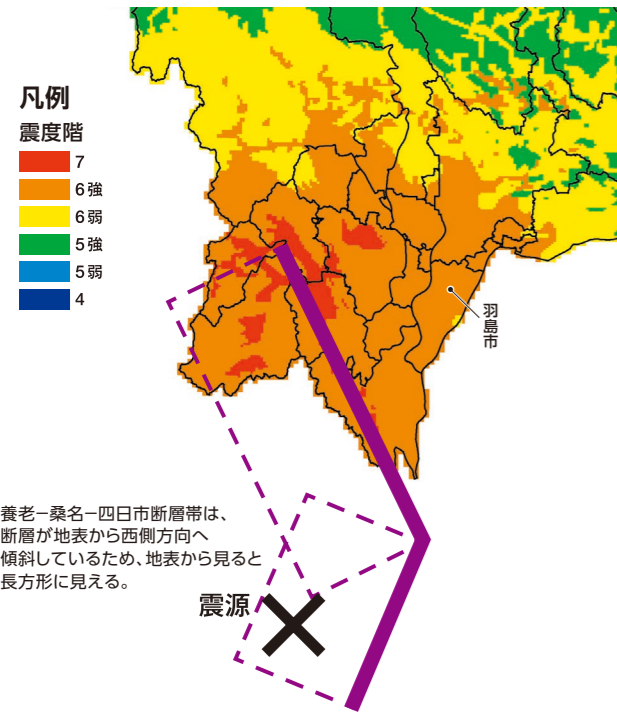 凡例
震度階
7
6強
6弱
5強
5弱
4
羽島市
養老−桑名−四日市断層帯は、
断層が地表から西側方向へ
傾斜しているため、地表から見ると
長方形に見える。
震源